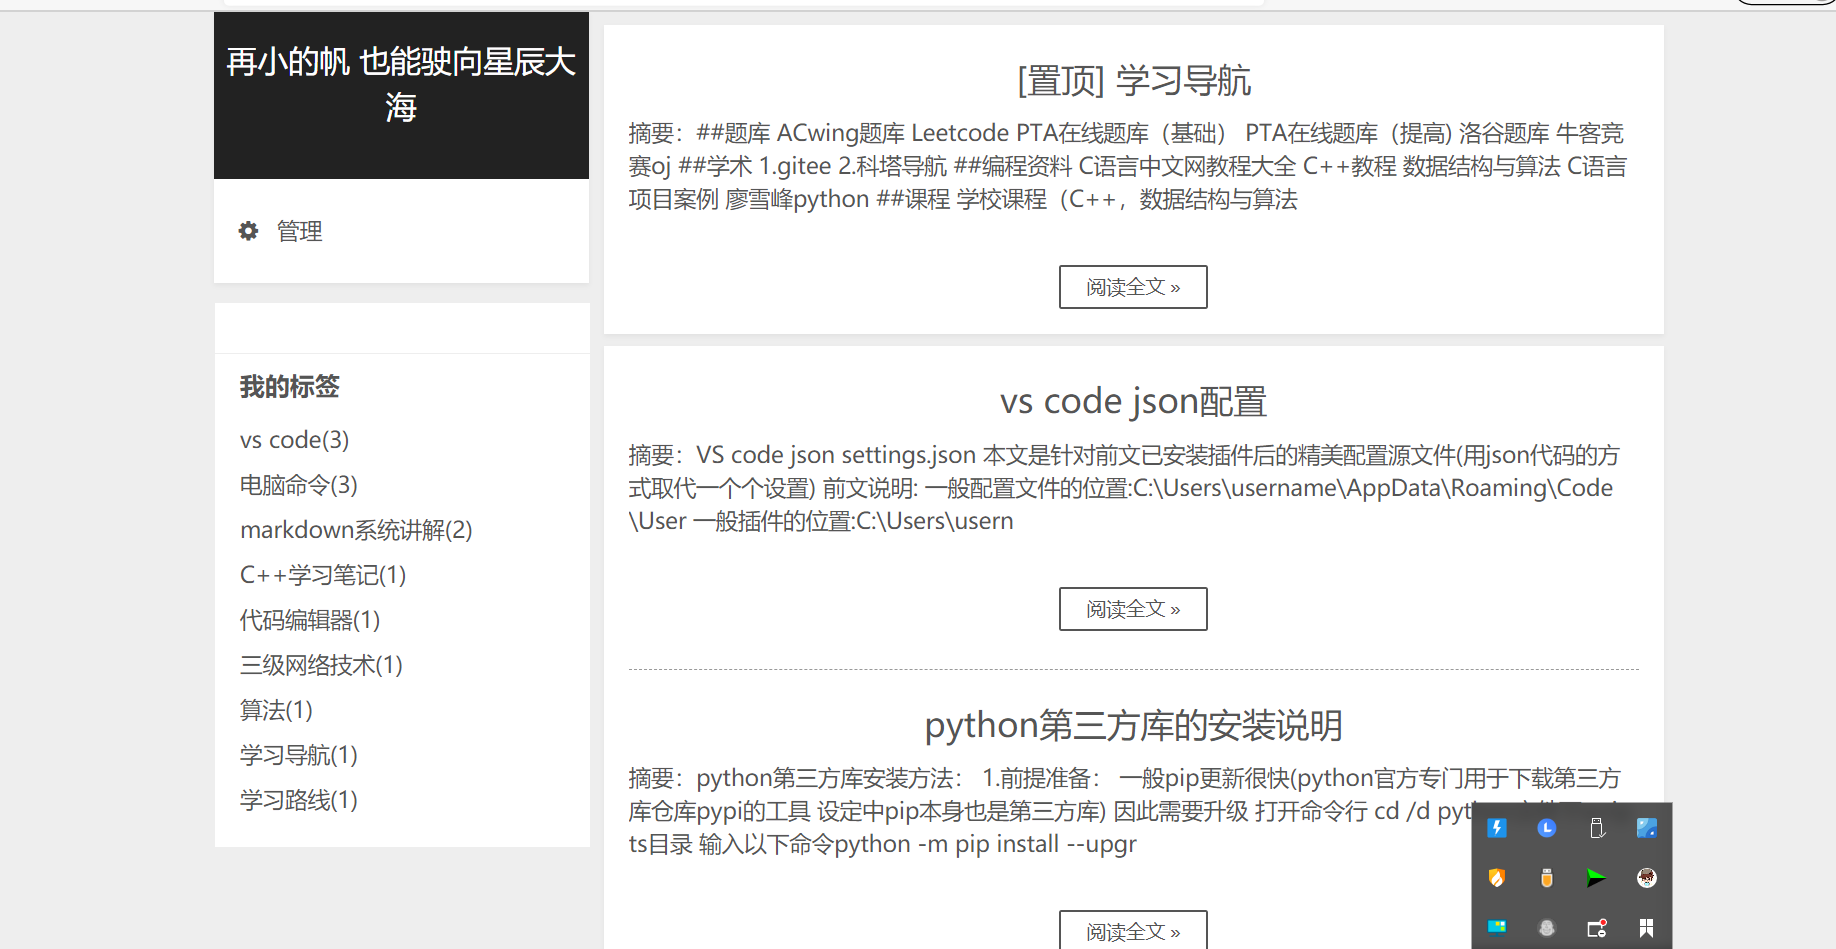 再小的帆 也能驶向星辰大
海
管理
我的标签
vs code(3)
电脑命令(3)
markdown系统讲解(2)
C++学习笔记(1)
代码编辑器(1)
三级网络技术(1)
算法(1)
学习导航(1)
学习路线(1)
[置顶] 学习导航
摘要：##题库 ACwing题库 Leetcode PTA在线题库（基础） PTA在线题库（提高) 洛谷题库 牛客竞
赛oj ##学术 1.gitee 2.科塔导航 ##编程资料 C语言中文网教程大全 C++教程 数据结构与算法 C语言
项目案例 廖雪峰python ##课程 学校课程（C++，数据结构与算法
阅读全文 »
vs code json配置
摘要：VS code json settings.json 本文是针对前文已安装插件后的精美配置源文件(用json代码的方
式取代一个个设置) 前文说明: 一般配置文件的位置:C:\Users\username\AppData\Roaming\Code
\User 一般插件的位置:C:\Users\usern
阅读全文 »
python第三方库的安装说明
摘要：python第三方库安装方法： 1.前提准备： 一般pip更新很快(python官方专门用于下载第三方
库仓库pypi的工具 设定中pip本身也是第三方库) 因此需要升级 打开命令行 cd /d
ts目录 输入以下命令python -m pip install --upgr
阅读全文 »